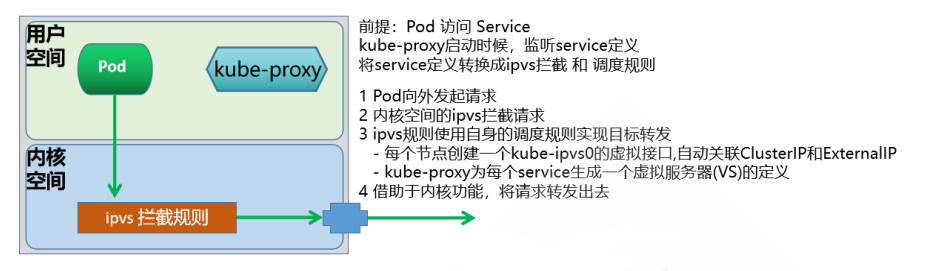 用户
空间
Pod
kube-proxy
内核
空间
ipvs 拦截规则
前提：Pod 访问 Service
kube-proxy启动时候，监听service定义
将service定义转换成ipvs拦截 和 调度规则
1 Pod向外发起请求
2 内核空间的ipvs拦截请求
3 ipvs规则使用自身的调度规则实现目标转发
- 每个节点创建一个kube-ipvs0的虚拟接口,自动关联ClusterIP和ExternalIP
- kube-proxy为每个service生成一个虚拟服务器(VS)的定义
4 借助于内核功能，将请求转发出去